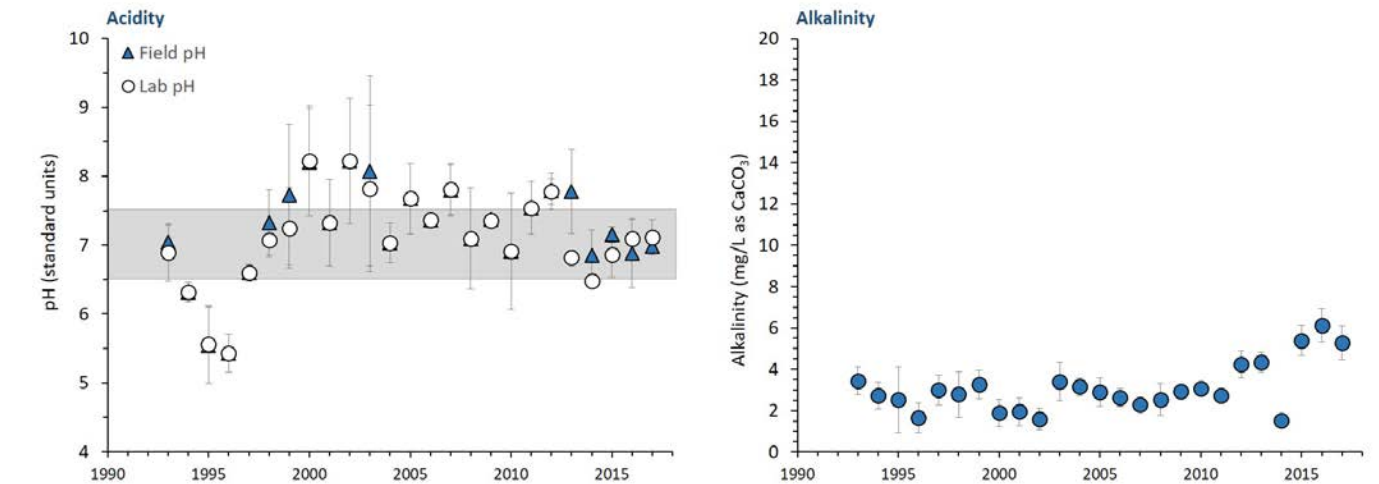 Acidity
10
9
8
7
6
5
4
pH (standard units)
Field pH
Lab pH
1990 1995 2000 2005 2010 2015
Alkalinity
20
18
16
14
12
10
8
6
4
2
0
Alkalinity (mg/L as CaCO₃)
1990 1995 2000 2005 2010 2015